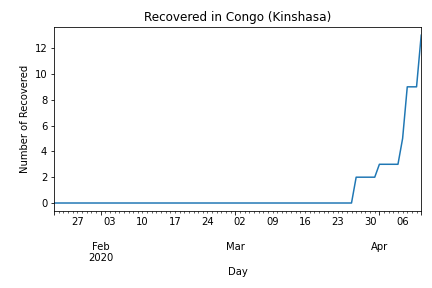 Recovered in Congo (Kinshasa)
Number of Recovered
12
10
8
6
4
2
0
27 03 10 17 24 02 09 16 23 30 06
Feb Mar Apr
2020
Day